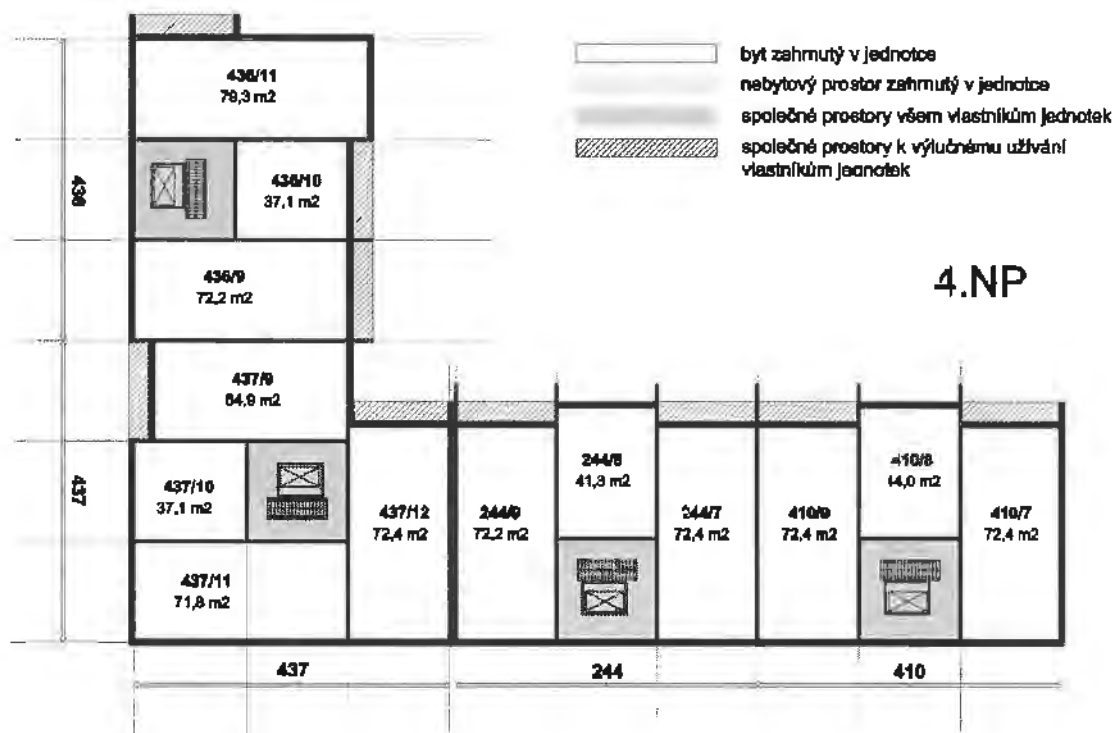 byt zahrnutý v jednotce
nebytový prostor zahrnutý v jednotce
společné prostory všem vlastníkům jednotek
společné prostory k výlučnému užívání
vlastníkům jednotek
4.NP
436/11
79,3 m2
436/10
37,1 m2
436
436/9
72,2 m2
437/9
64,9 m2
437
437/10
37,1 m2
437/11
71,8 m2
437/12
72,4 m2
72,2 m2
244/8
41,3 m2
244/7
72,4 m2
410/9
72,4 m2
410/8
44,0 m2
410/7
72,4 m2
437
244
410